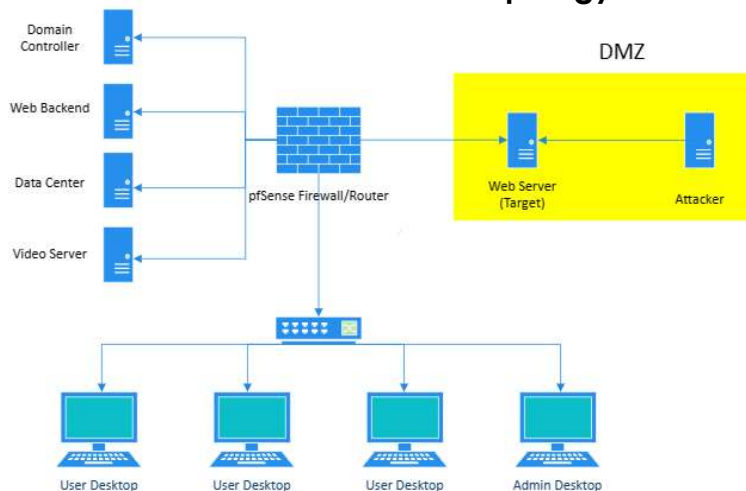 DMZ
Domain
Controller
Web Backend
Data Center
Video Server
pfSense Firewall/Router
Web Server
(Target)
Attacker
User Desktop
User Desktop
User Desktop
Admin Desktop